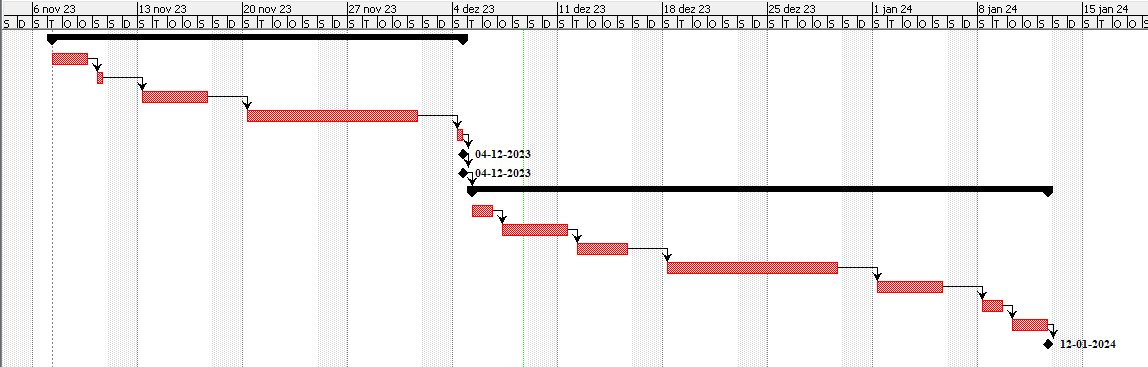 6 nov 23 13 nov 23 20 nov 23 27 nov 23 4 dez 23 11 dez 23 18 dez 23 25 dez 23 1 jan 24 8 jan 24 15 jan 24
S D S T O O S S D S T O O S S D S T O O S S D S T O O S S D S T O O S S D S T O O S S D S T O O S S D S T O O S S D S T O O S S D S T O O S S D S T O O S
04-12-2023
04-12-2023
12-01-2024